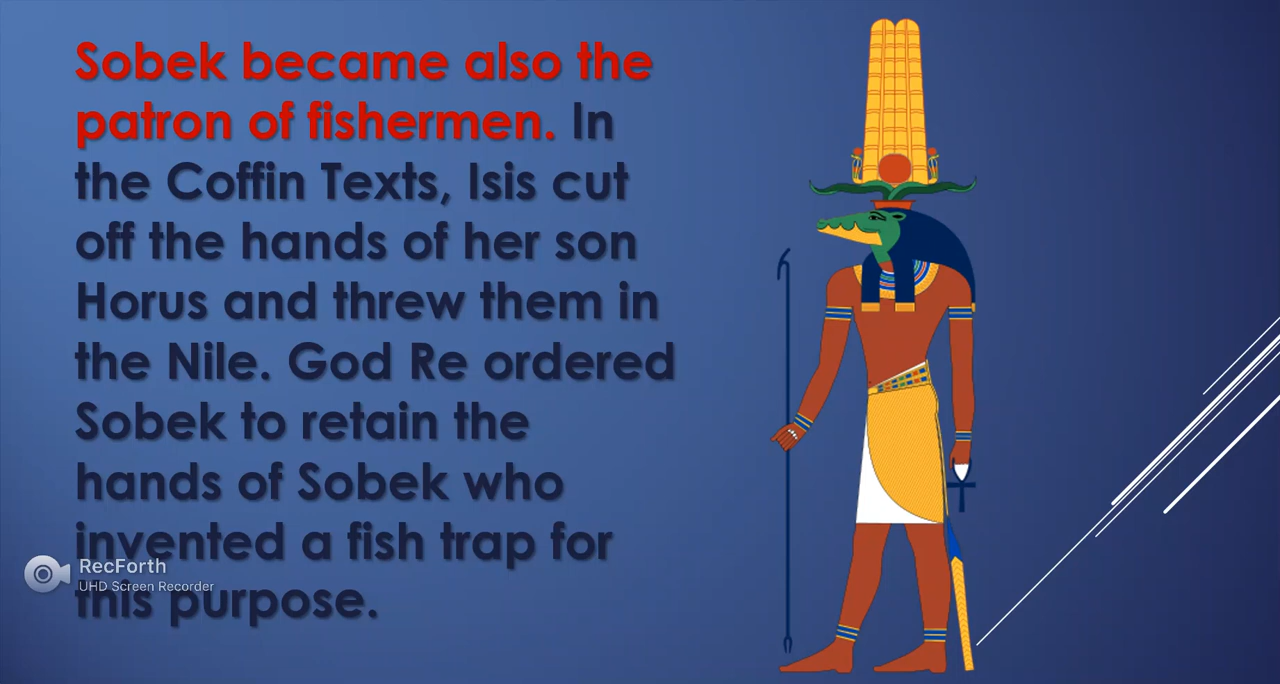 Sobek became also the
patron of fishermen. In
the Coffin Texts, Isis cut
off the hands of her son
Horus and threw them in
the Nile. God Re ordered
Sobek to retain the
hands of Sobek who
invented a fish trap for
this purpose.
RecForth
UHD Screen Recorder